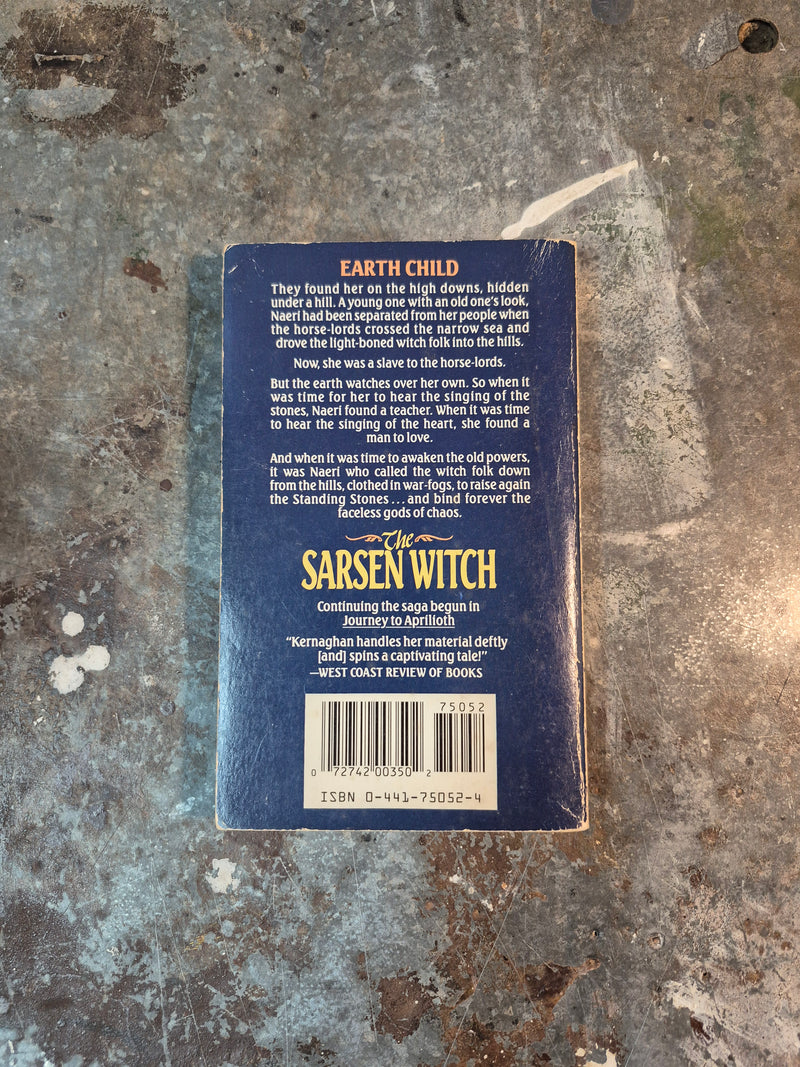 EARTH CHILD
They found her on the high downs, hidden
under a hill. A young one with an old one's look,
Naeri had been separated from her people when
the horse-lords crossed the narrow sea and
drove the light-boned witch folk into the hills.
Now, she was a slave to the horse-lords.
But the earth watches over her own. So when it
was time for her to hear the singing of the
stones, Naeri found a teacher. When it was time
to hear the singing of the heart, she found a
man to love.
And when it was time to awaken the old powers,
it was Naeri who called the witch folk down
from the hills, clothed in war-fogs, to raise again
the Standing Stones...and bind forever the
faceless gods of chaos.
The
SARSEN WITCH
Continuing the saga begun in
Journey to Aprilioth
"Kernaghan handles her material deftly
[and] spins a captivating tale!"
—WEST COAST REVIEW OF BOOKS
75052
0 72742 00350 2
ISBN 0-441-75052-4